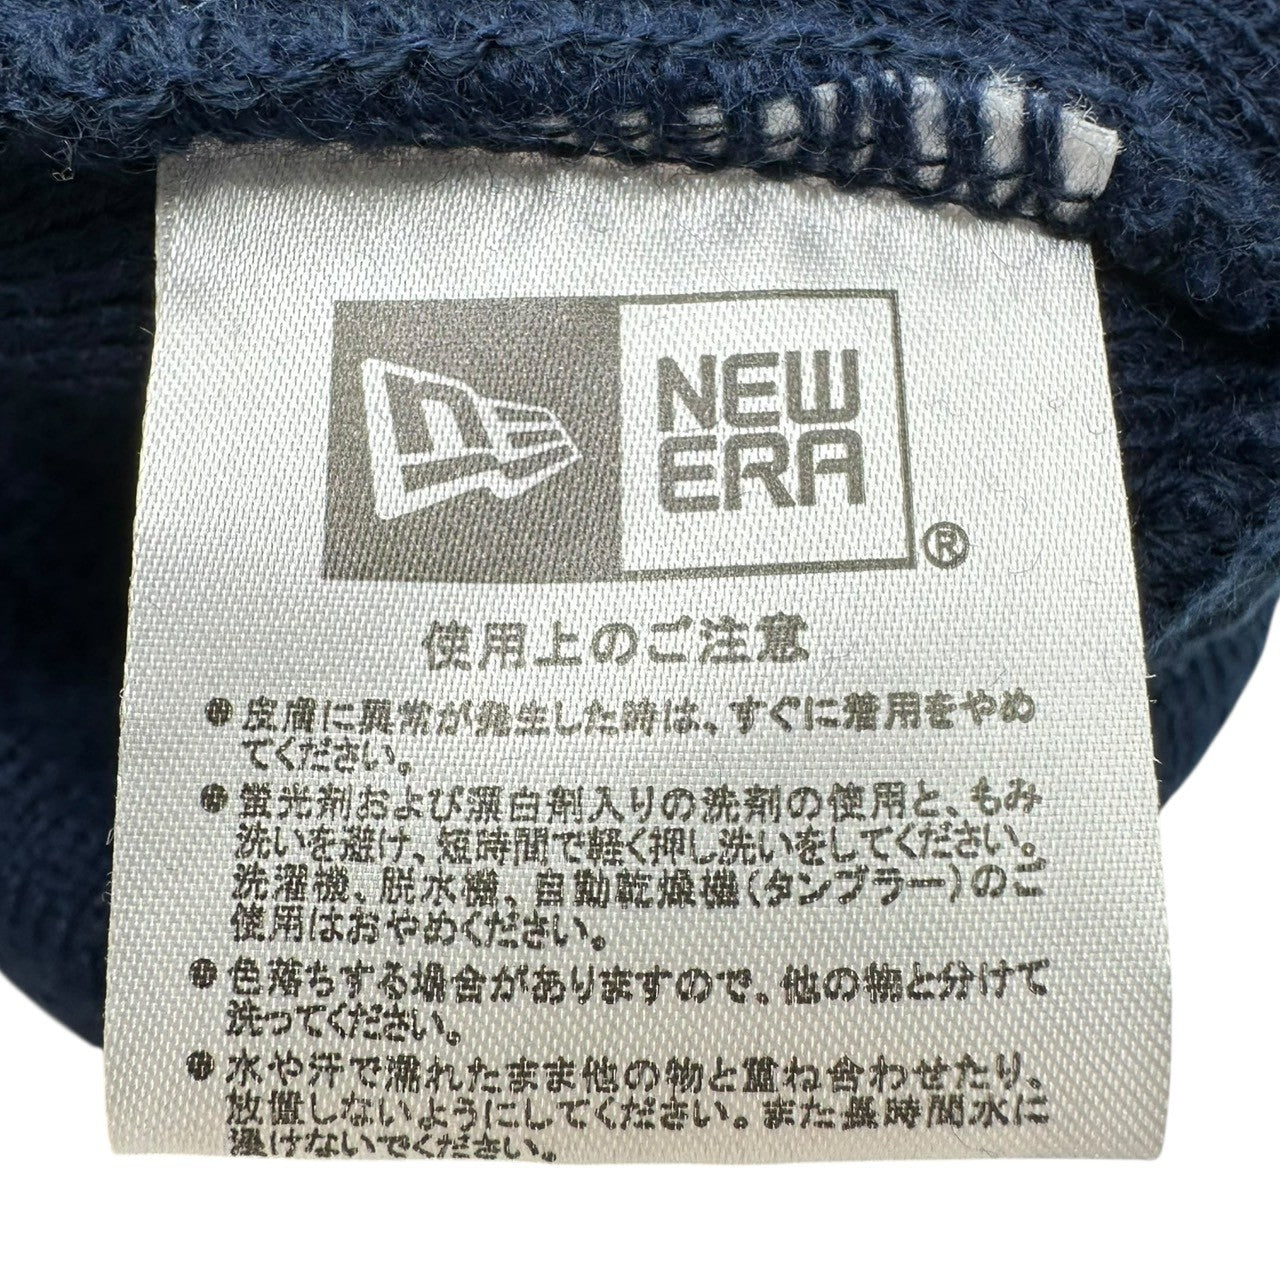 NEW
ERA
®
使用上のご注意
●皮膚に異常が発生した時は、すぐに着用をやめ
てください。
●蛍光剤および漂白剤入りの洗剤の使用と、もみ
洗いを避け、短時間で軽く押し洗いをしてください。
洗濯機、脱水機、自動乾燥機(タンブラー)のご
使用はおやめください。
●色落ちする場合がありますので、他の物と分けて
洗ってください。
●水や汗で濡れたまま他の物と重ね合わせたり、
放置しないようにしてください。また長時間水に
浸けないでください。